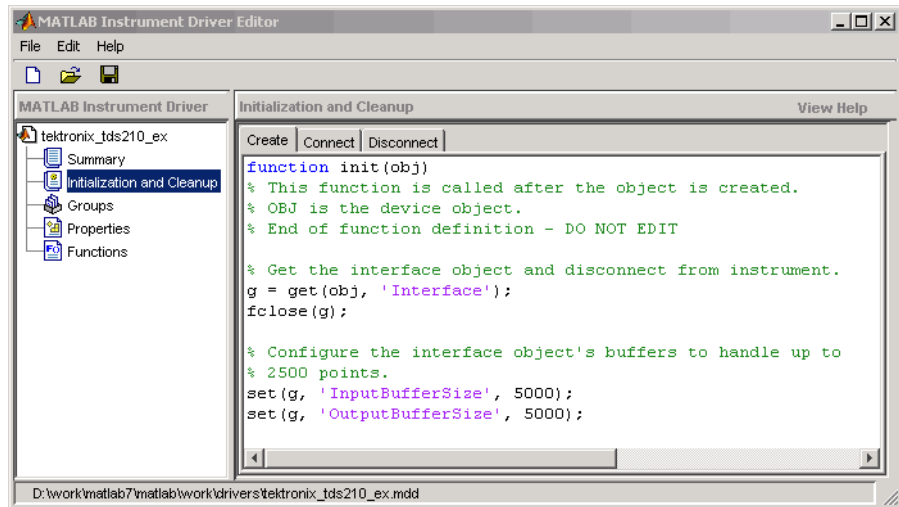 MATLAB Instrument Driver Editor
File Edit Help
MATLAB Instrument Driver
Initialization and Cleanup View Help
tektronix_tds210_ex
Summary
Initialization and Cleanup
Groups
Properties
Functions
Create Connect Disconnect
function init(obj)
% This function is called after the object is created.
% OBJ is the device object.
% End of function definition - DO NOT EDIT
% Get the interface object and disconnect from instrument.
g = get(obj, 'Interface');
fclose(g);
% Configure the interface object's buffers to handle up to
% 2500 points.
set(g, 'InputBufferSize', 5000);
set(g, 'OutputBufferSize', 5000);
D:\work\matlab7\matlab\work\drivers\tektronix_tds210_ex.mdd